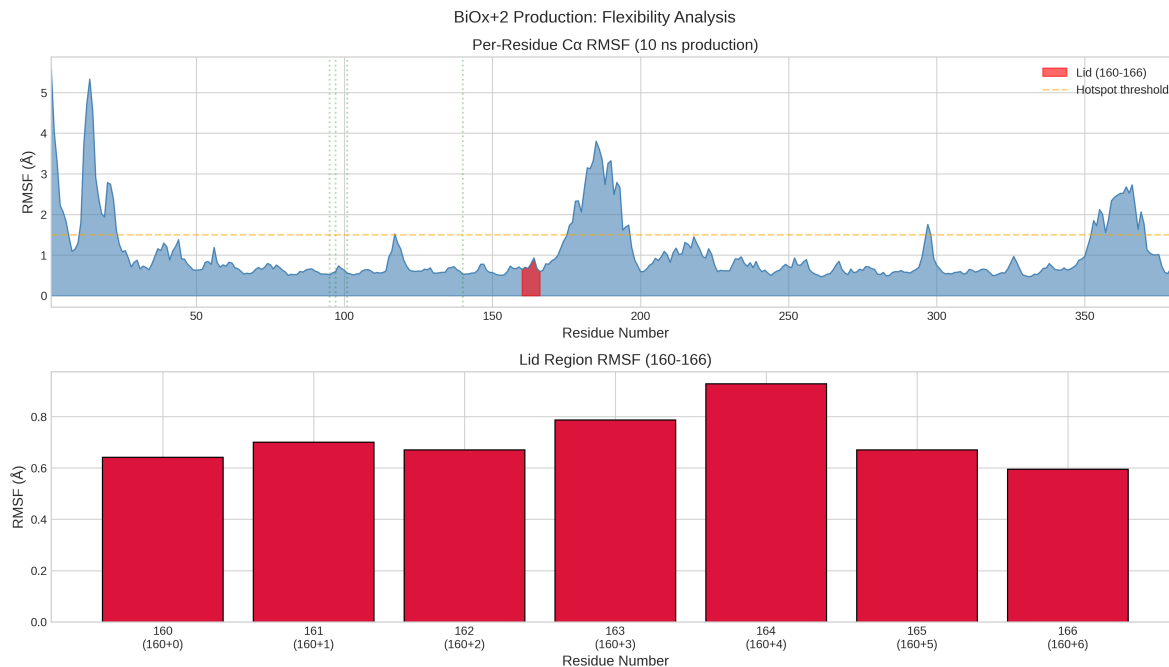 BiOx+2 Production: Flexibility Analysis
Per-Residue Cα RMSF (10 ns production)
Lid (160-166)
Hotspot threshold
RMSF (Å)
5
4
3
2
1
0
50 100 150 200 250 300 350
Residue Number
Lid Region RMSF (160-166)
RMSF (Å)
0.8
0.6
0.4
0.2
0.0
160 161 162 163 164 165 166
(160+0) (160+1) (160+2) (160+3) (160+4) (160+5) (160+6)
Residue Number